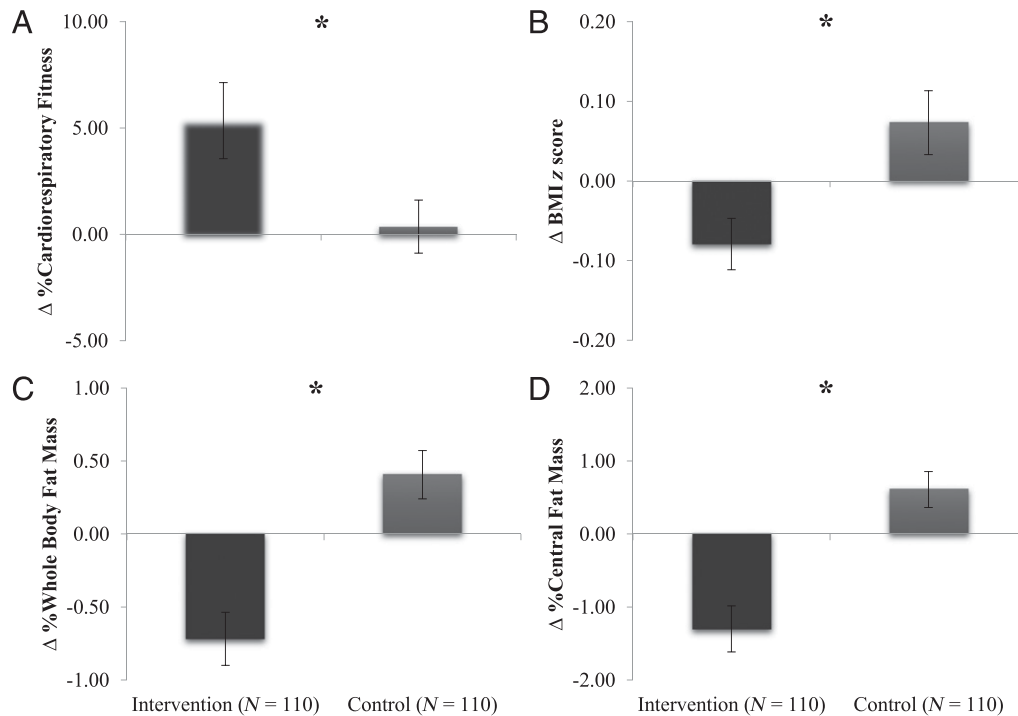 A
*
Δ %Cardiorespiratory Fitness
10.00
5.00
0.00
-5.00
B
*
Δ BMI z score
0.20
0.10
0.00
-0.10
-0.20
C
*
Δ %Whole Body Fat Mass
1.00
0.50
0.00
-0.50
-1.00
Intervention (N = 110)
Control (N = 110)
D
*
Δ %Central Fat Mass
2.00
1.00
0.00
-1.00
-2.00
Intervention (N = 110)
Control (N = 110)